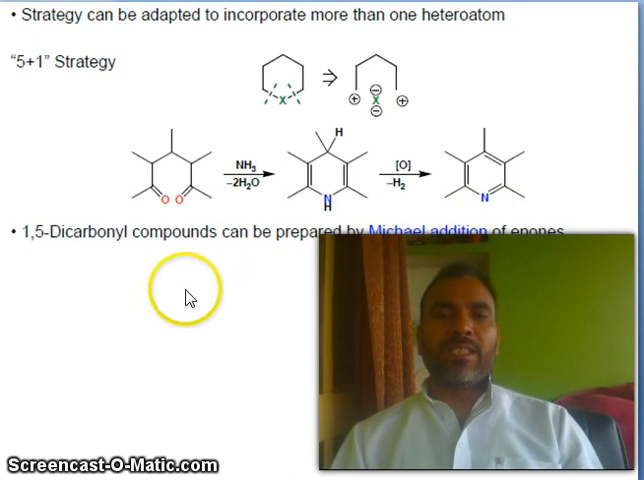 • Strategy can be adapted to incorporate more than one heteroatom
“5+1” Strategy
X
⇒
⊖
⊕ X ⊕
⊖
H
NH3
[O]
–2H2O
–H2
O O
N
H
N
• 1,5-Dicarbonyl compounds can be prepared by Michael addition of enones
Screencast-O-Matic.com